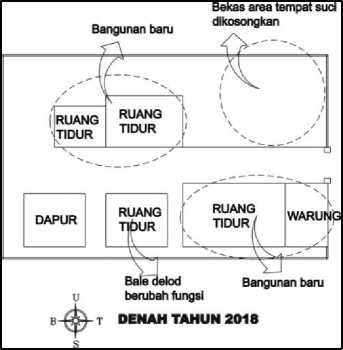 Bekas area tempat suci
dikosongkan
Bangunan baru
RUANG
TIDUR
RUANG
TIDUR
DAPUR
RUANG
TIDUR
RUANG
TIDUR
WARUNG
Bale delod
berubah fungsi
Bangunan baru
U
B
T
S
DENAH TAHUN 2018